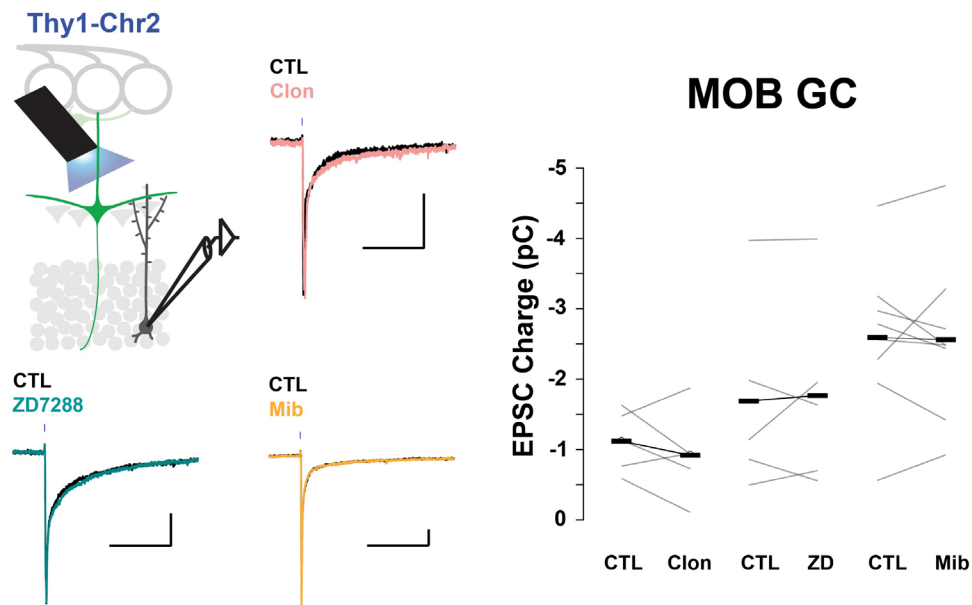 Thy1-Chr2
CTL
Clon
CTL
ZD7288
CTL
Mib
MOB GC
EPSC Charge (pC)
-5
-4
-3
-2
-1
0
CTL Clon CTL ZD CTL Mib